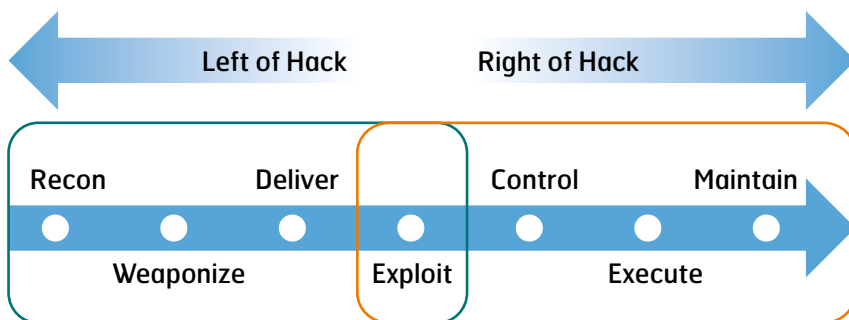 Left of Hack Right of Hack
Recon Deliver Control Maintain
Weaponize Exploit Execute